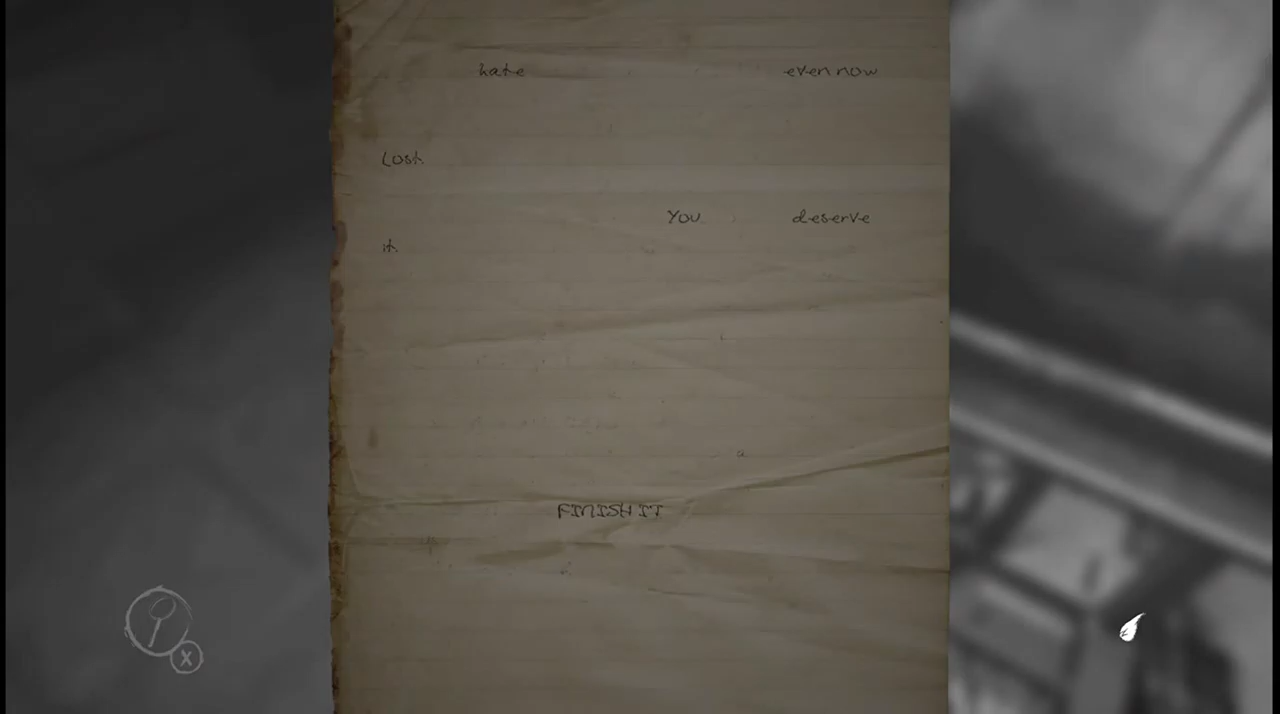 hate even now
Lost.
You deserve
it.
a
FINISH IT
X